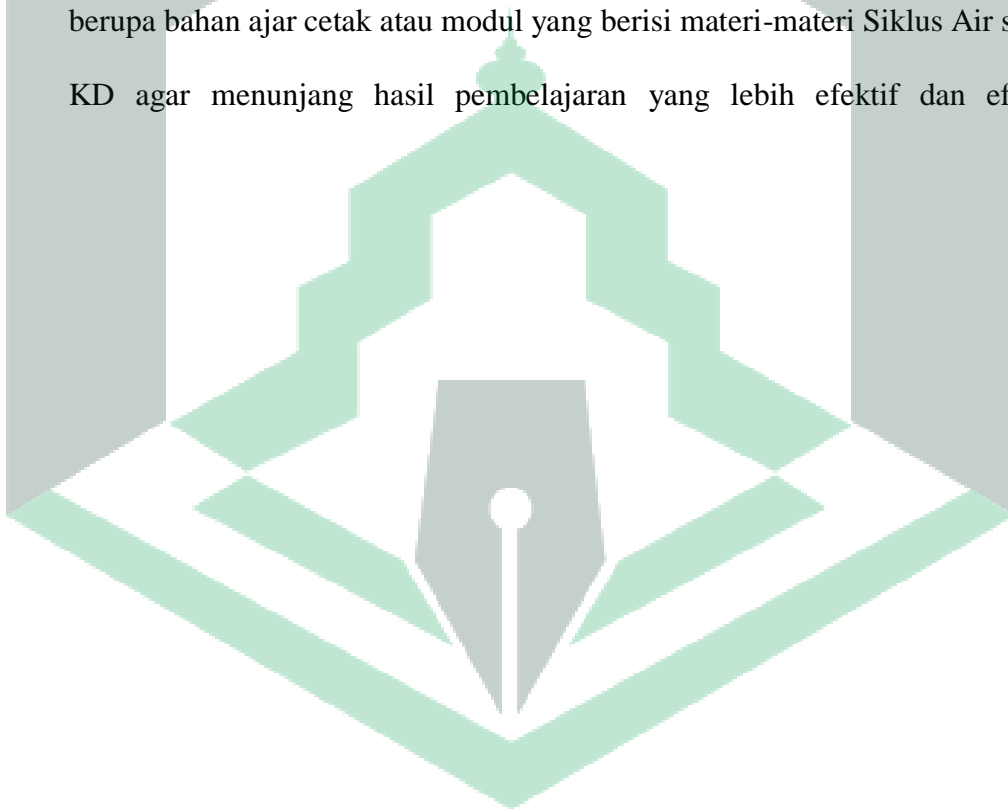 berupa bahan ajar cetak atau modul yang berisi materi-materi Siklus Air
KD agar menunjang hasil pembelajaran yang lebih efektif dan